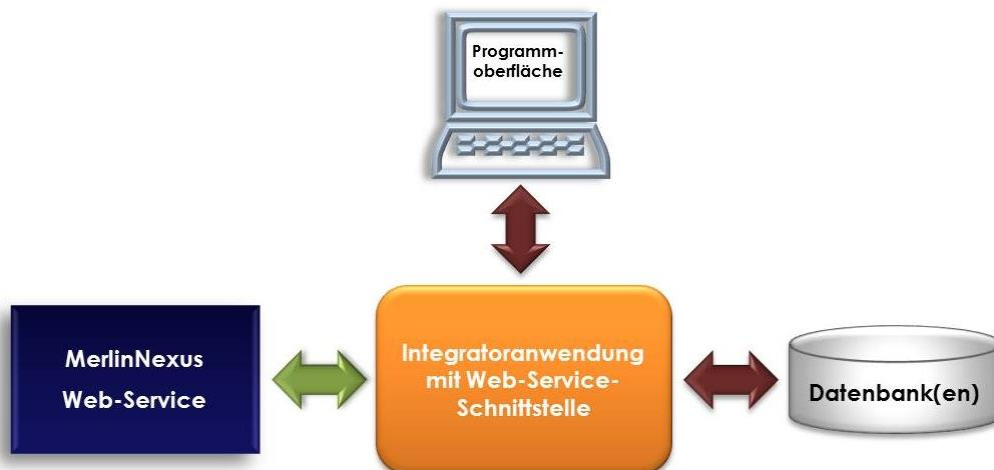 Programm-
oberfläche
MerlinNexus
Web-Service
Integratoranwendung
mit Web-Service-
Schnittstelle
Datenbank(en)